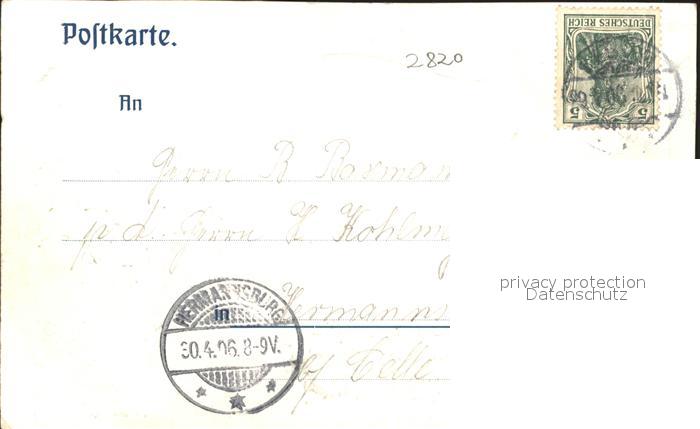 Postkarte.
2820
DEUTSCHES REICH
5 5
An
Herrn B Baxman
p. d. Herrn H Kohlm
privacy protection
Datenschutz
in Hermanns
HERMANNSBURG
30.4.06. 8-9V.
b/ Celle